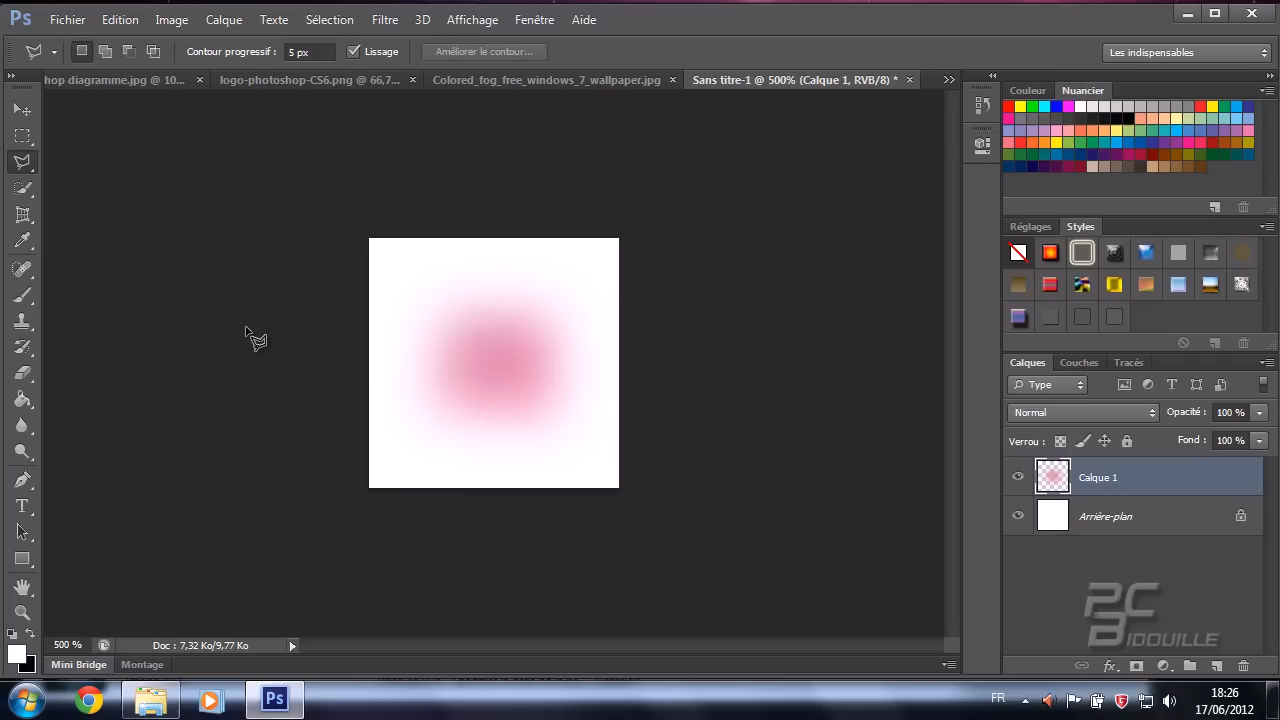 Ps Fichier Edition Image Calque Texte Sélection Filtre 3D Affichage Fenêtre Aide
Contour progressif : 5 px Lissage Améliorer le contour... Les indispensables
hop diagramme.jpg @ 10... × logo-photoshop-CS6.png @ 66,7... × Colored_fog_free_windows_7_wallpaper.jpg × Sans titre-1 @ 500% (Calque 1, RVB/8) * ×
Couleur Nuancier
Réglages Styles
Calques Couches Tracés
Type
Normal Opacité : 100 %
Verrou : Fond : 100 %
Calque 1
Arrière-plan
PC
BIDOUILLE
500 % Doc : 7,32 Ko/9,77 Ko
Mini Bridge Montage
Ps FR 18:26
17/06/2012